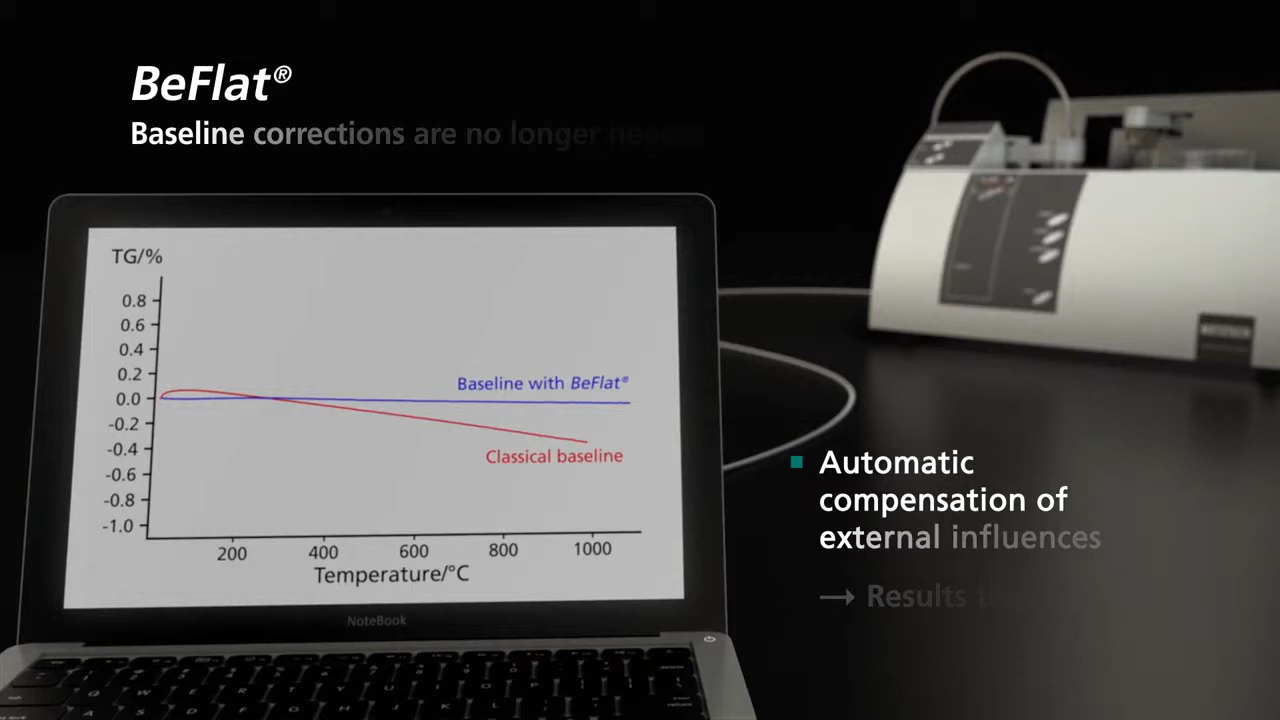 BeFlat®
Baseline corrections are no longer
TG/%
0.8
0.6
0.4
0.2
0.0
-0.2
-0.4
-0.6
-0.8
-1.0
Baseline with BeFlat®
Classical baseline
200 400 600 800 1000
Temperature/°C
NoteBook
Automatic
compensation of
external influences
→ Results